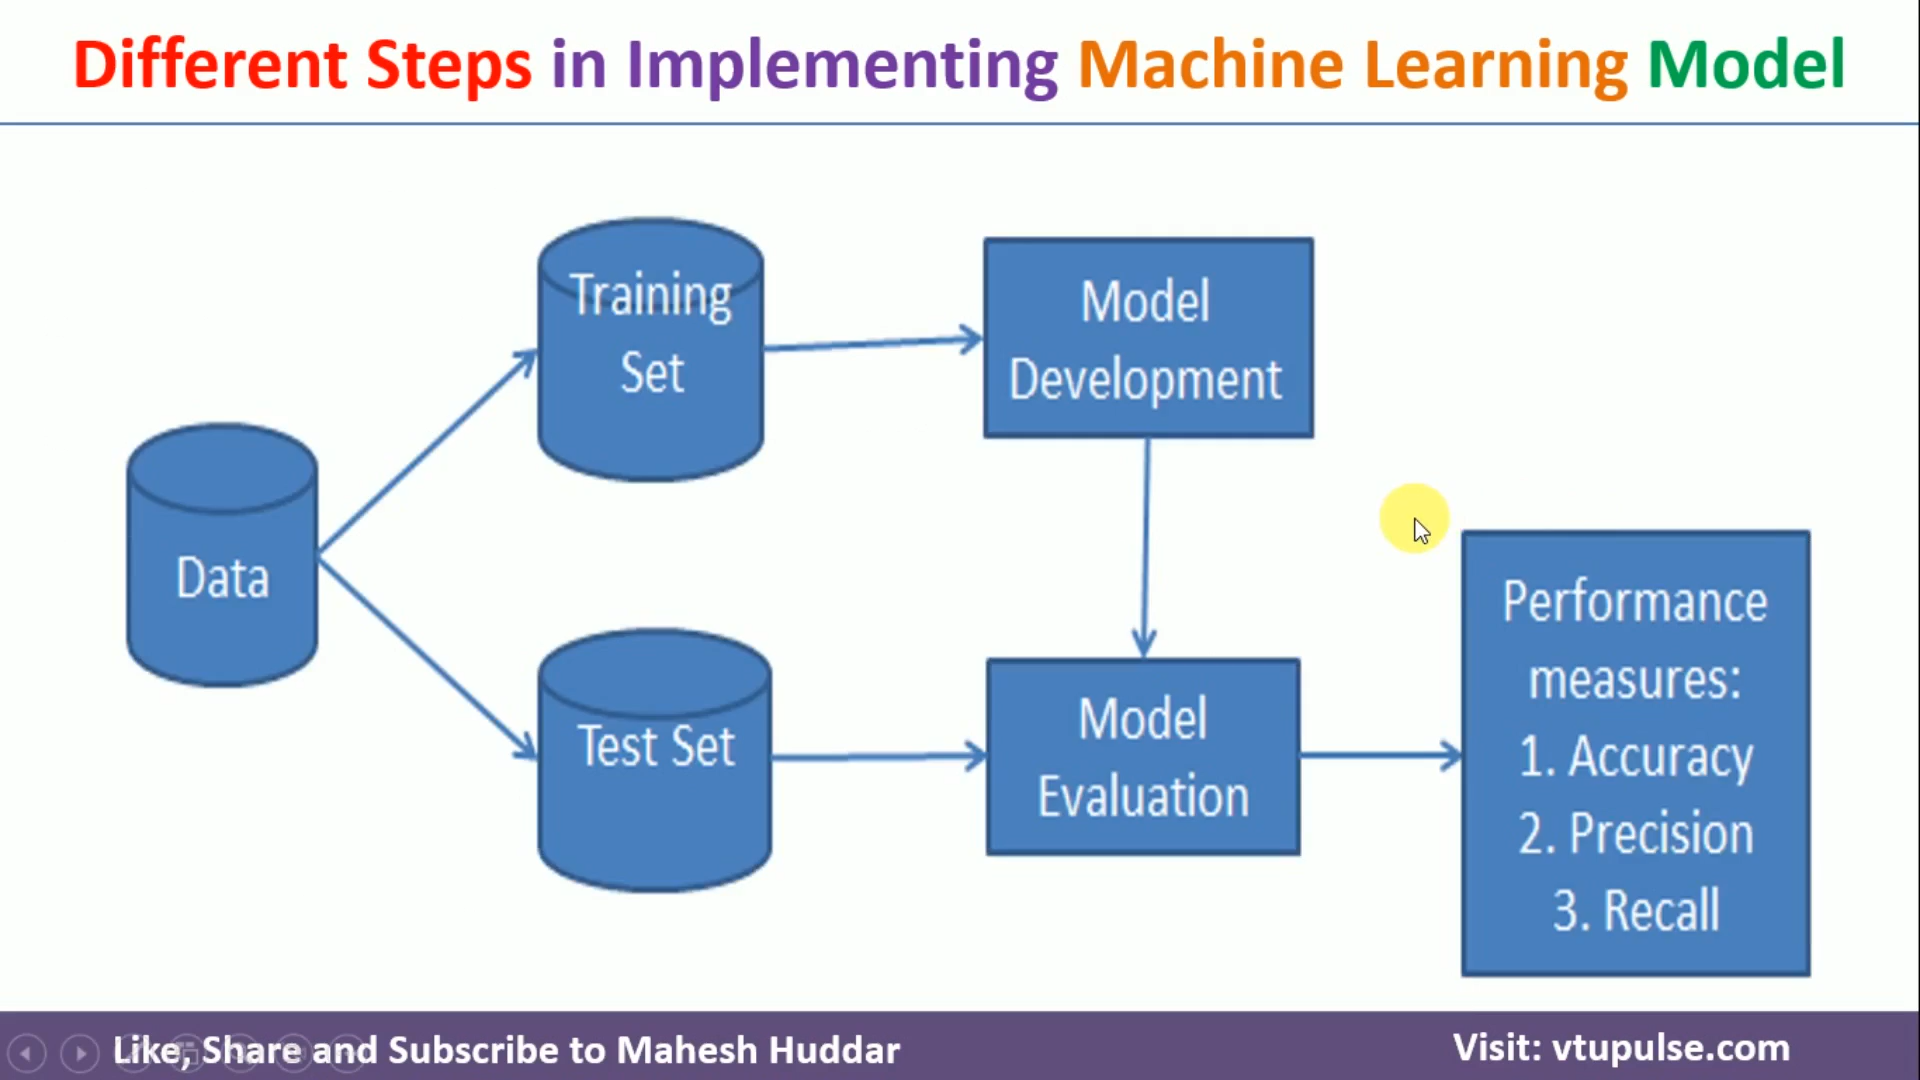 Different Steps in Implementing Machine Learning Model
Training
Set
Model
Development
Data
Test Set
Model
Evaluation
Performance
measures:
1. Accuracy
2. Precision
3. Recall
Like, Share and Subscribe to Mahesh Huddar
Visit: vtupulse.com